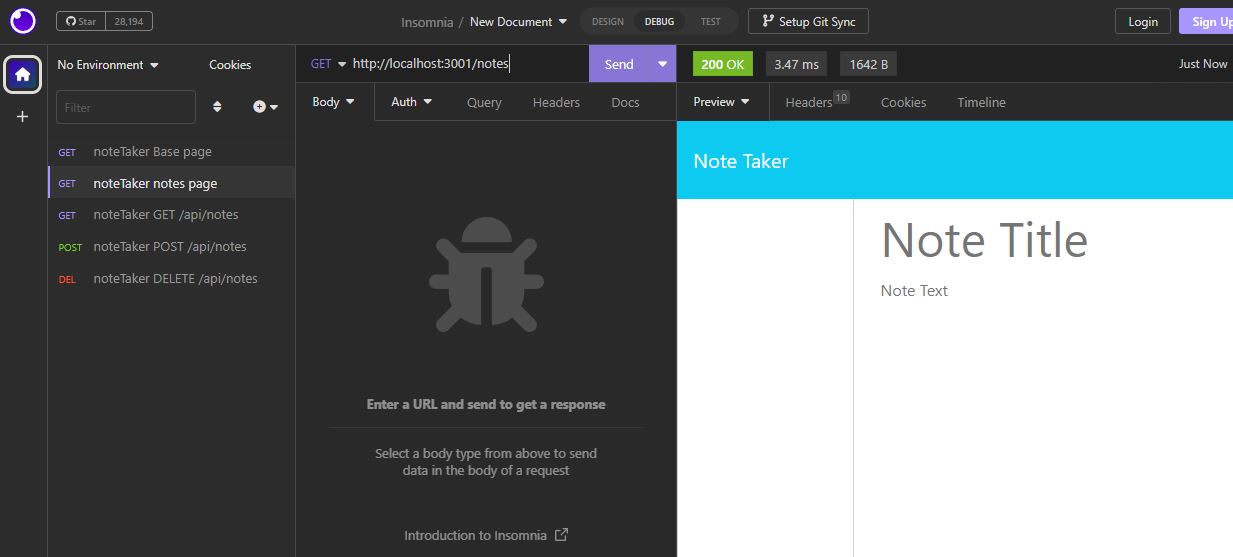 Star 28,194
Insomnia / New Document
DESIGN DEBUG TEST
Setup Git Sync
Login
Sign Up
No Environment
Cookies
Filter
GET noteTaker Base page
GET noteTaker notes page
GET noteTaker GET /api/notes
POST noteTaker POST /api/notes
DEL noteTaker DELETE /api/notes
GET http://localhost:3001/notes
Send
Body Auth Query Headers Docs
Enter a URL and send to get a response
Select a body type from above to send
data in the body of a request
Introduction to Insomnia
200 OK 3.47 ms 1642 B Just Now
Preview Headers 10 Cookies Timeline
Note Taker
Note Title
Note Text